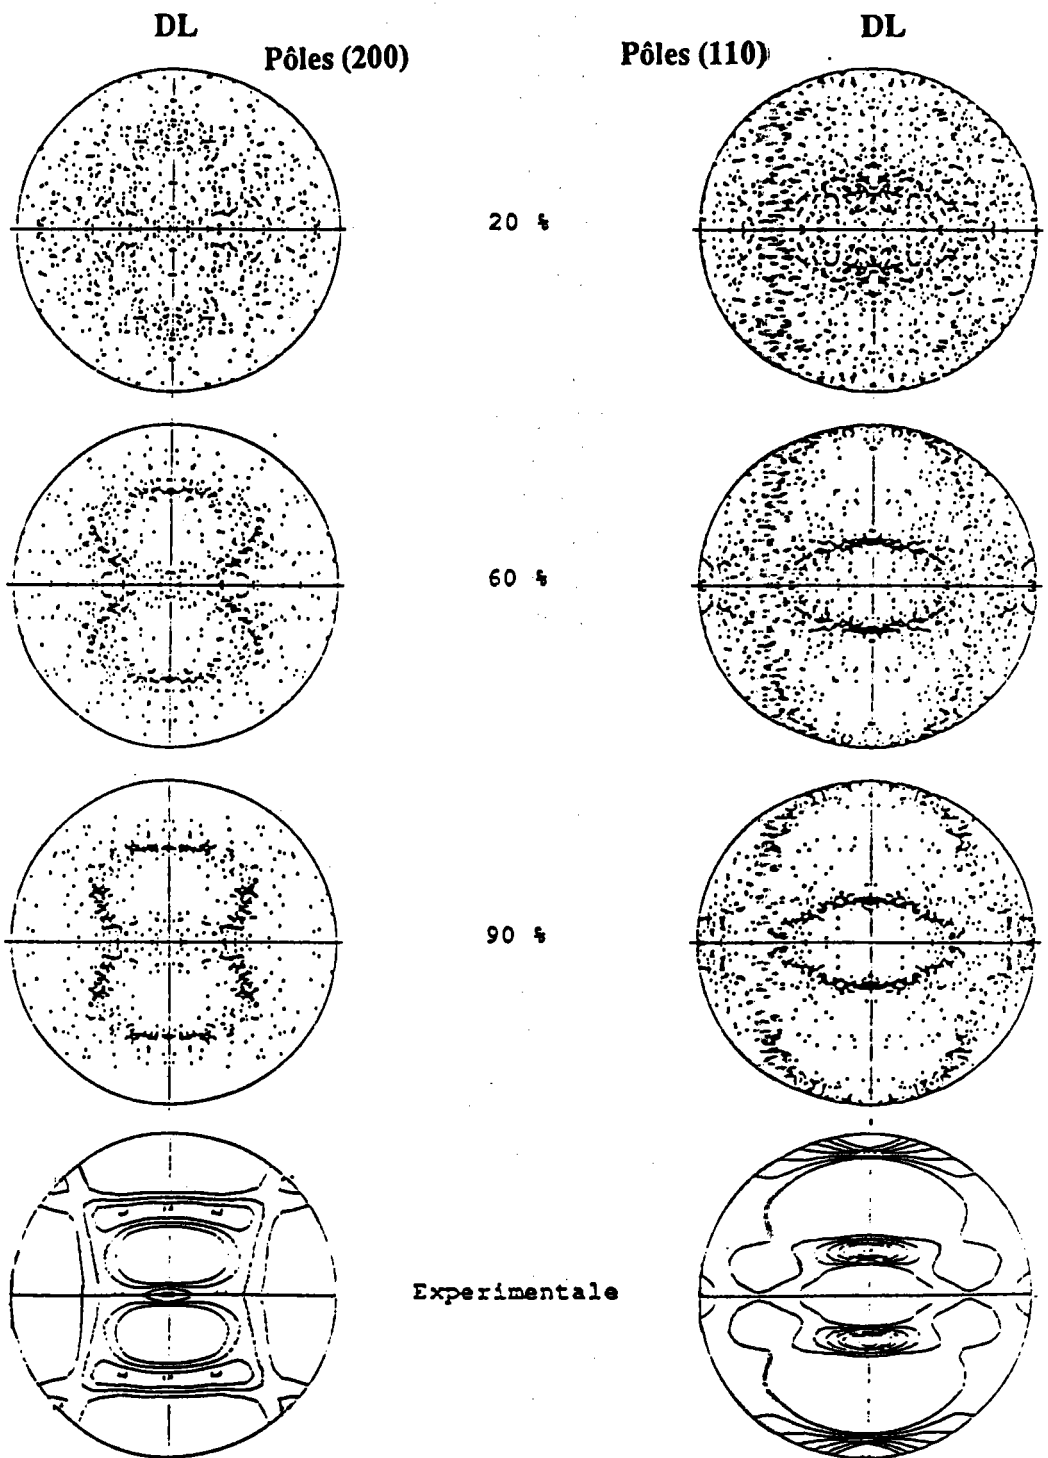 DL
DL
Pôles (200)
Pôles (110)
20 %
60 %
90 %
Experimentale